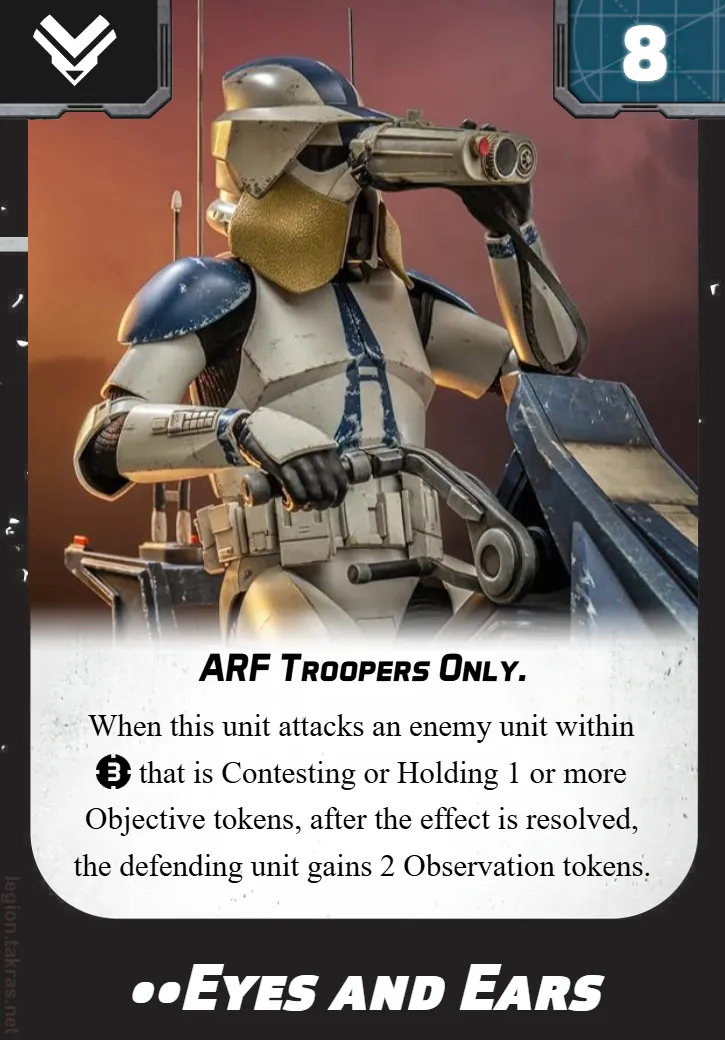 8
ARF Troopers Only.
When this unit attacks an enemy unit within
3 that is Contesting or Holding 1 or more
Objective tokens, after the effect is resolved,
the defending unit gains 2 Observation tokens.
legion.takras.net
••Eyes and Ears